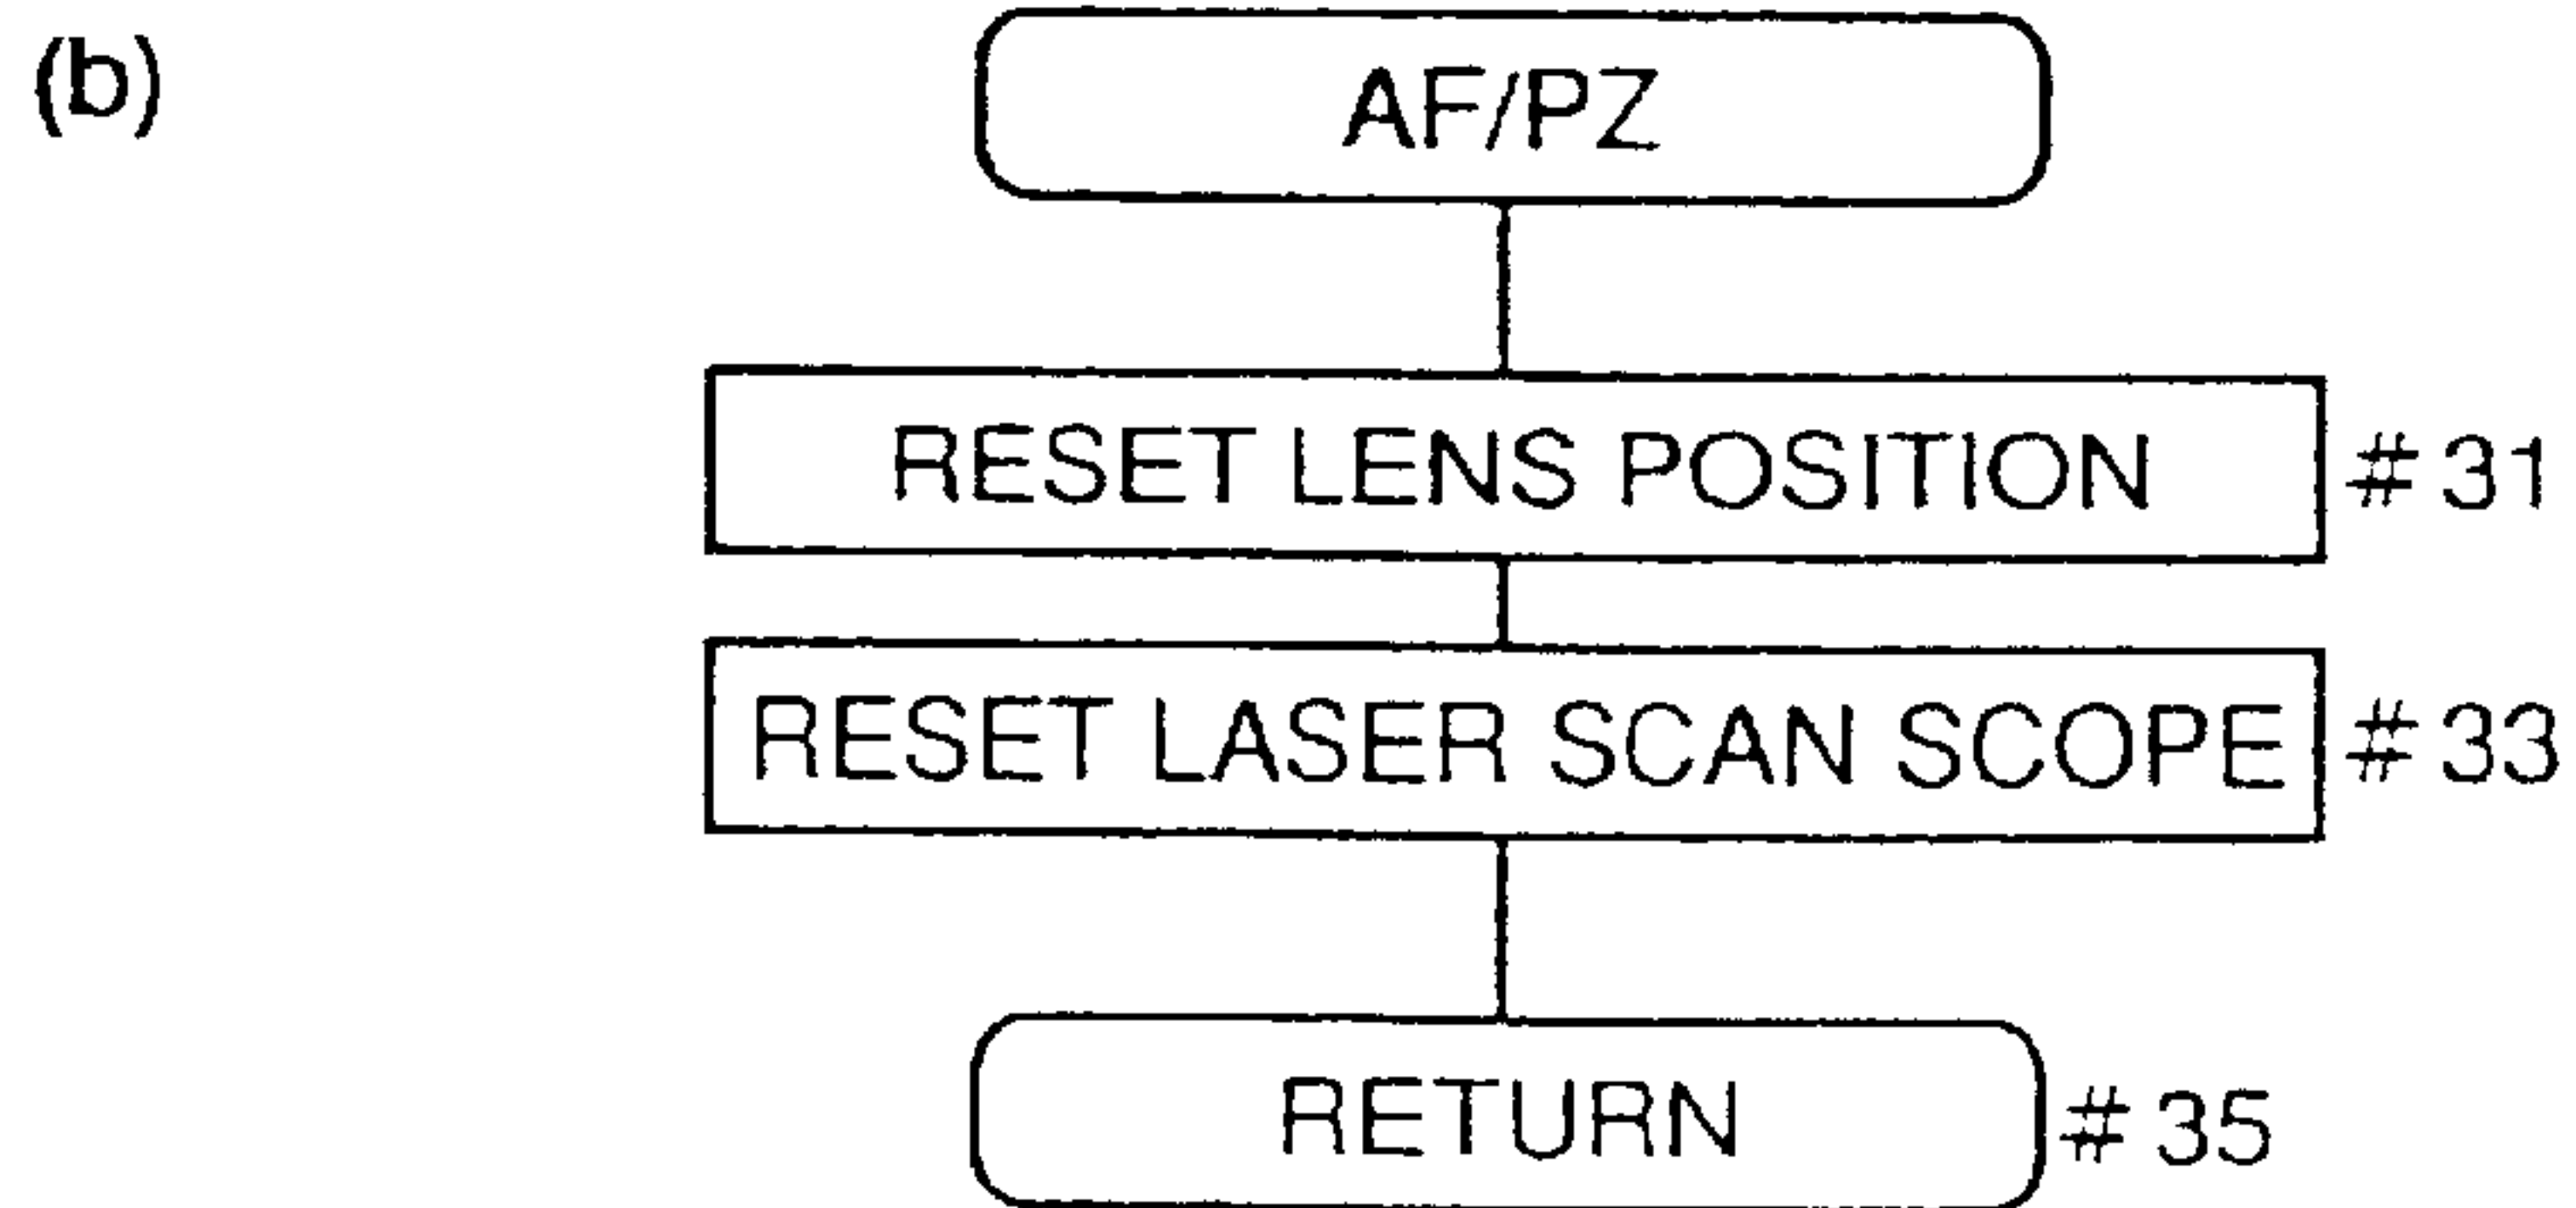 (b)
AF/PZ
RESET LENS POSITION #31
RESET LASER SCAN SCOPE #33
RETURN #35